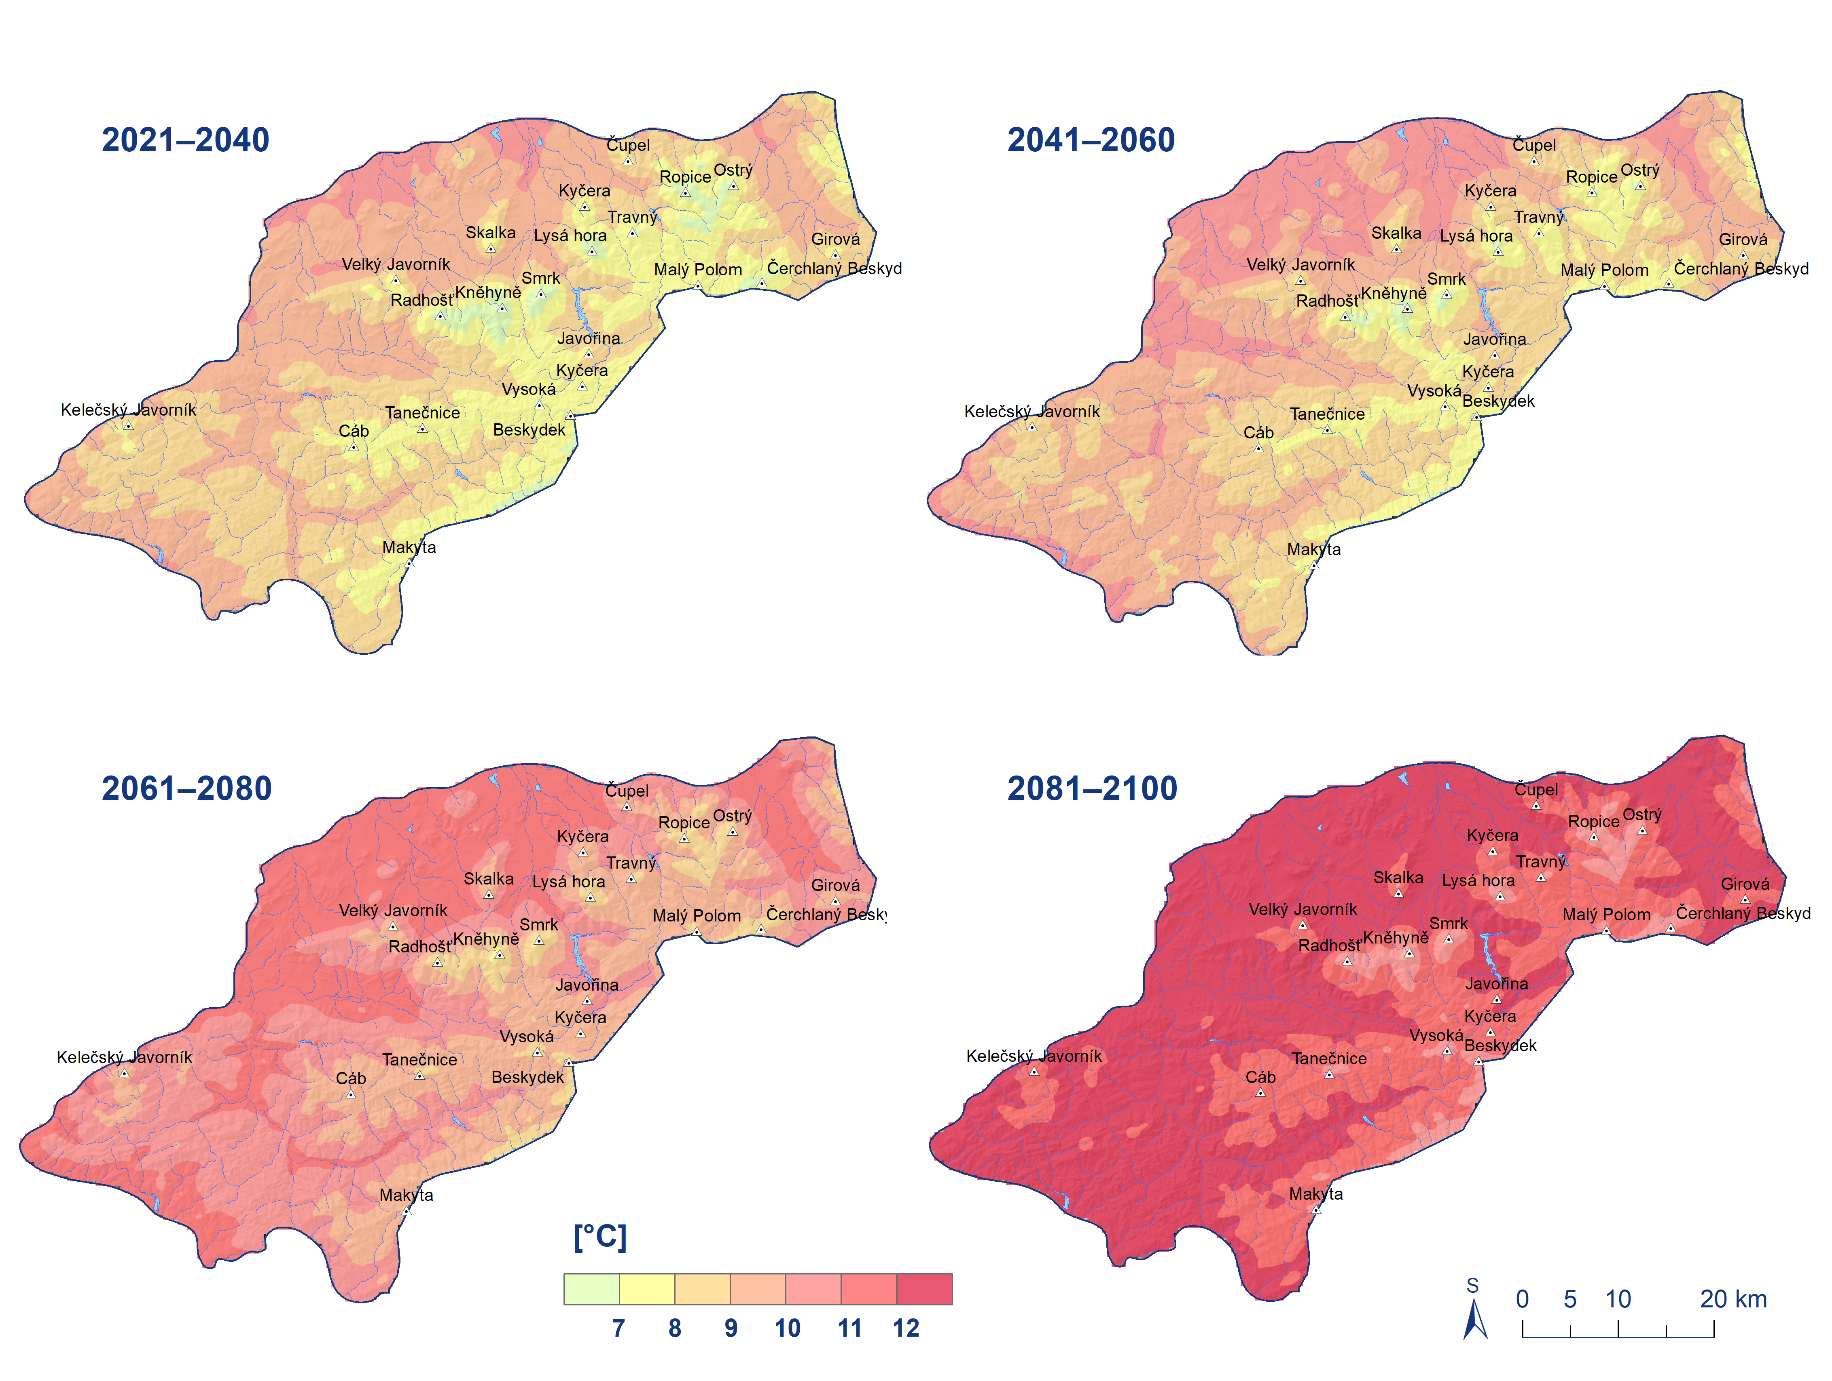 2021–2040
Čupel
Ropice
Ostrý
Kyčera
Travný
Skalka
Lysá hora
Girová
Velký Javorník
Smrk
Malý Polom
Čerchlaný Beskyd
Radhošť
Kněhyně
Javořina
Kyčera
Vysoká
Kelečský Javorník
Tanečnice
Cáb
Beskydek
Makyta
2041–2060
Čupel
Ropice
Ostrý
Kyčera
Travný
Skalka
Lysá hora
Girová
Velký Javorník
Smrk
Malý Polom
Čerchlaný Beskyd
Radhošť
Kněhyně
Javořina
Kyčera
Vysoká
Beskydek
Kelečský Javorník
Tanečnice
Cáb
Makyta
2061–2080
Čupel
Ropice
Ostrý
Kyčera
Travný
Skalka
Lysá hora
Girová
Velký Javorník
Smrk
Malý Polom
Čerchlaný Besky
Radhošť
Kněhyně
Javořina
Kyčera
Vysoká
Kelečský Javorník
Tanečnice
Cáb
Beskydek
Makyta
2081–2100
Čupel
Ropice
Ostrý
Kyčera
Travný
Skalka
Lysá hora
Girová
Velký Javorník
Smrk
Malý Polom
Čerchlaný Beskyd
Radhošť
Kněhyně
Javořina
Kyčera
Vysoká
Beskydek
Kelečský Javorník
Tanečnice
Cáb
Makyta
[°C]
7 8 9 10 11 12
S
0 5 10 20 km